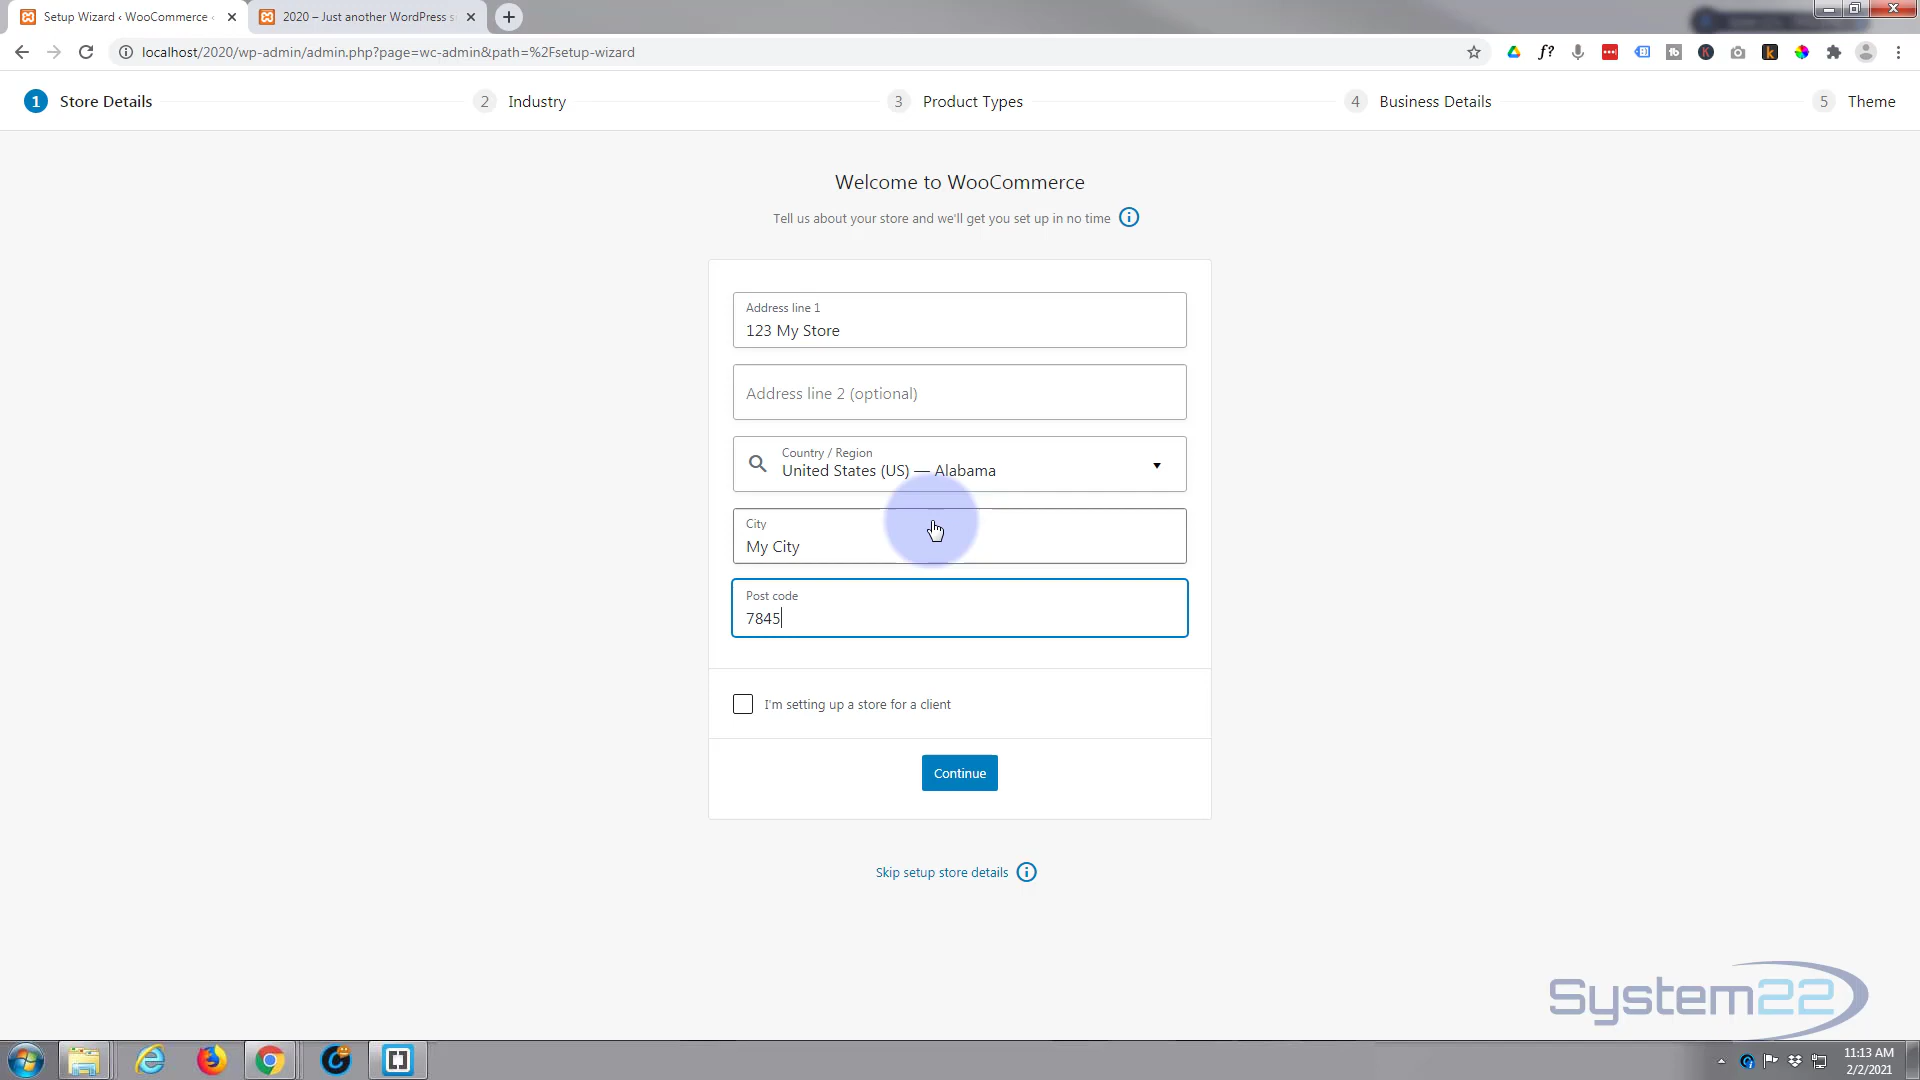 Setup Wizard ‹ WooCommerce ‹
2020 – Just another WordPress s
localhost/2020/wp-admin/admin.php?page=wc-admin&path=%2Fsetup-wizard
f?
1 Store Details
2 Industry
3 Product Types
4 Business Details
5 Theme
Welcome to WooCommerce
Tell us about your store and we'll get you set up in no time
Address line 1
123 My Store
Address line 2 (optional)
Country / Region
United States (US) — Alabama
City
My City
Post code
7845
I'm setting up a store for a client
Continue
Skip setup store details
System22
11:13 AM
2/2/2021